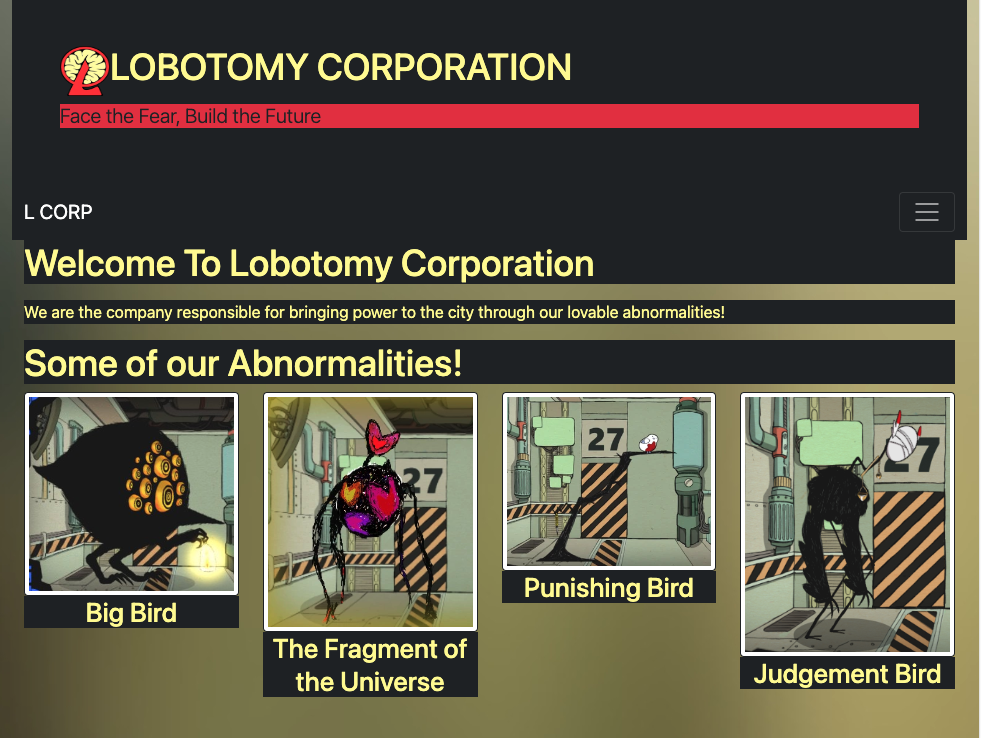 LOBOTOMY CORPORATION
Face the Fear, Build the Future
L CORP
Welcome To Lobotomy Corporation
We are the company responsible for bringing power to the city through our lovable abnormalities!
Some of our Abnormalities!
27
27
27
Big Bird
Punishing Bird
The Fragment of
the Universe
Judgement Bird